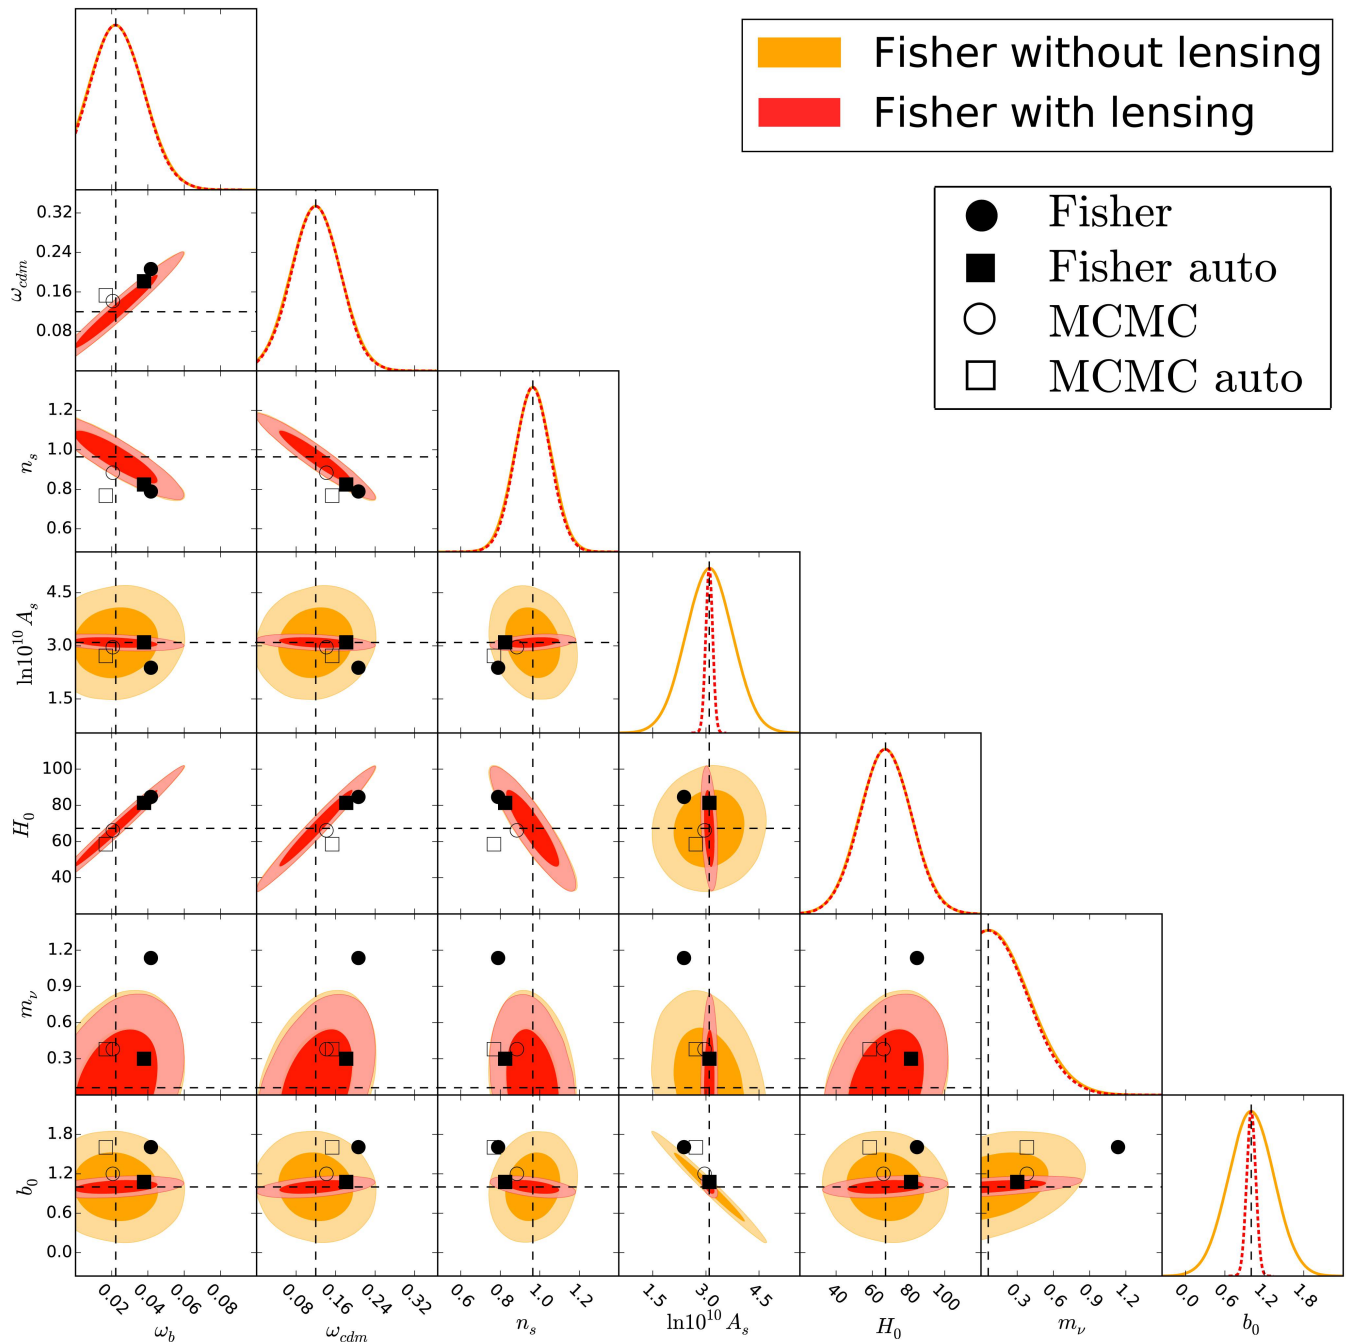 Fisher without lensing
Fisher with lensing
Fisher
Fisher auto
MCMC
MCMC auto
0.32
0.24
0.16
0.08
ω_cdm
1.2
1.0
0.8
0.6
n_s
4.5
3.0
1.5
ln10^10 A_s
100
80
60
40
H_0
1.2
0.9
0.6
0.3
m_ν
1.8
1.2
0.6
0.0
b_0
0.02 0.04 0.06 0.08 0.08 0.16 0.24 0.32 0.6 0.8 1.0 1.2 1.5 3.0 4.5 40 60 80 100 0.3 0.6 0.9 1.2 0.0 0.6 1.2 1.8
ω_b ω_cdm n_s ln10^10 A_s H_0 m_ν b_0